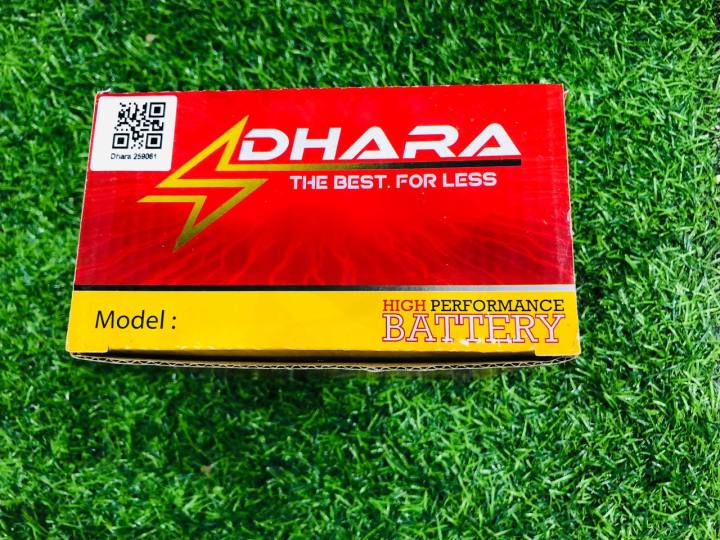 Dhara 259061
DHARA
THE BEST. FOR LESS
Model :
HIGH PERFORMANCE
BATTERY